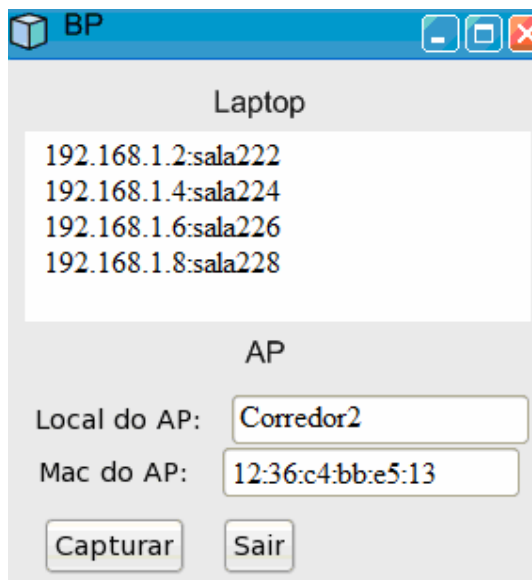 BP
Laptop
192.168.1.2:sala222
192.168.1.4:sala224
192.168.1.6:sala226
192.168.1.8:sala228
AP
Local do AP: Corredor2
Mac do AP: 12:36:c4:bb:e5:13
Capturar Sair